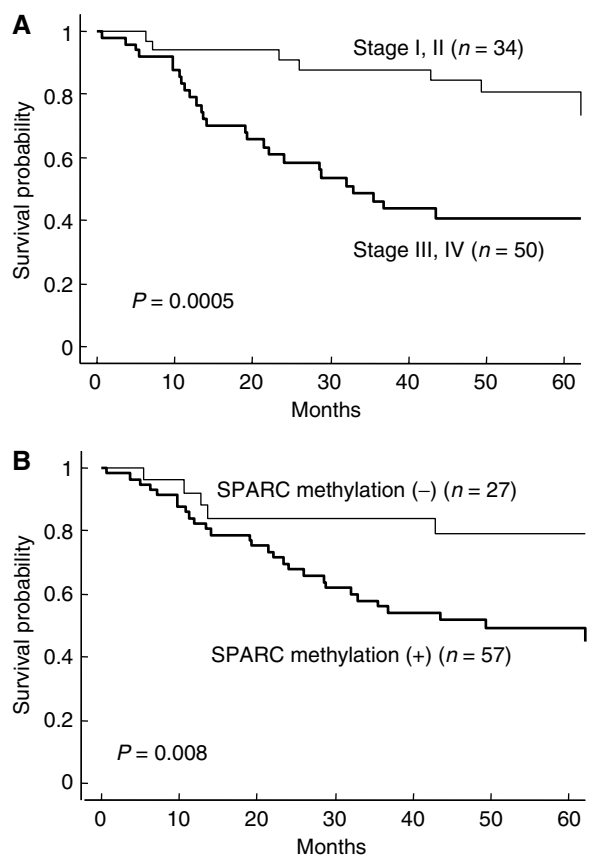 A
Survival probability
1
0.8
0.6
0.4
0.2
0
Stage I, II (n = 34)
Stage III, IV (n = 50)
P = 0.0005
0 10 20 30 40 50 60
Months
B
Survival probability
1
0.8
0.6
0.4
0.2
0
SPARC methylation (–) (n = 27)
SPARC methylation (+) (n = 57)
P = 0.008
0 10 20 30 40 50 60
Months